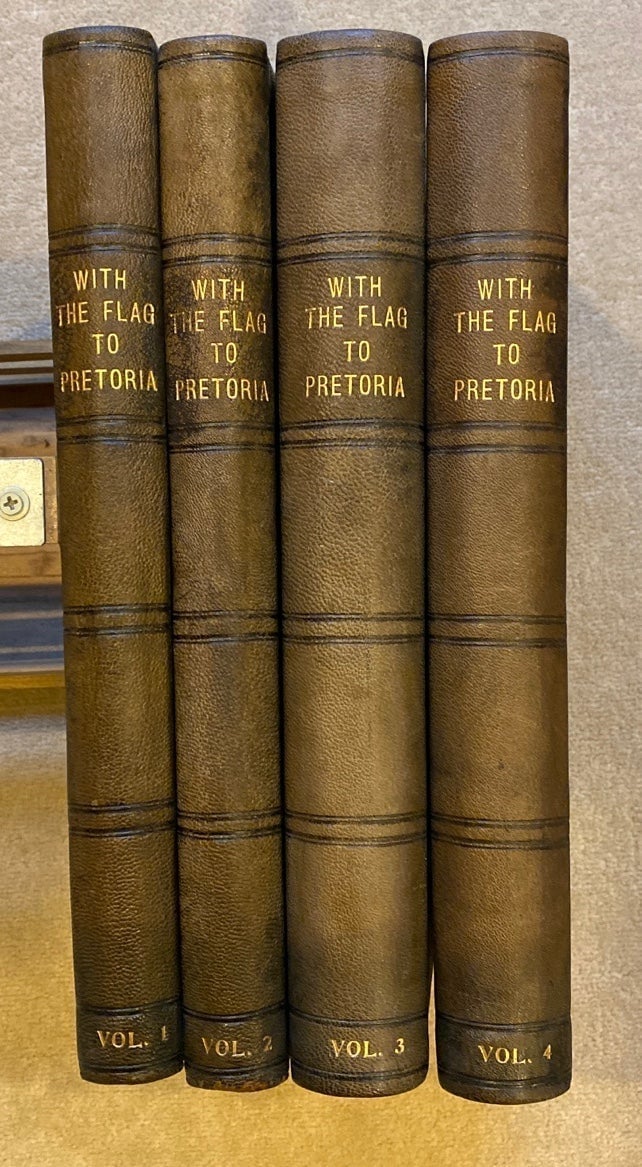 WITH
THE FLAG
TO
PRETORIA
VOL. 1
WITH
THE FLAG
TO
PRETORIA
VOL. 2
WITH
THE FLAG
TO
PRETORIA
VOL. 3
WITH
THE FLAG
TO
PRETORIA
VOL. 4